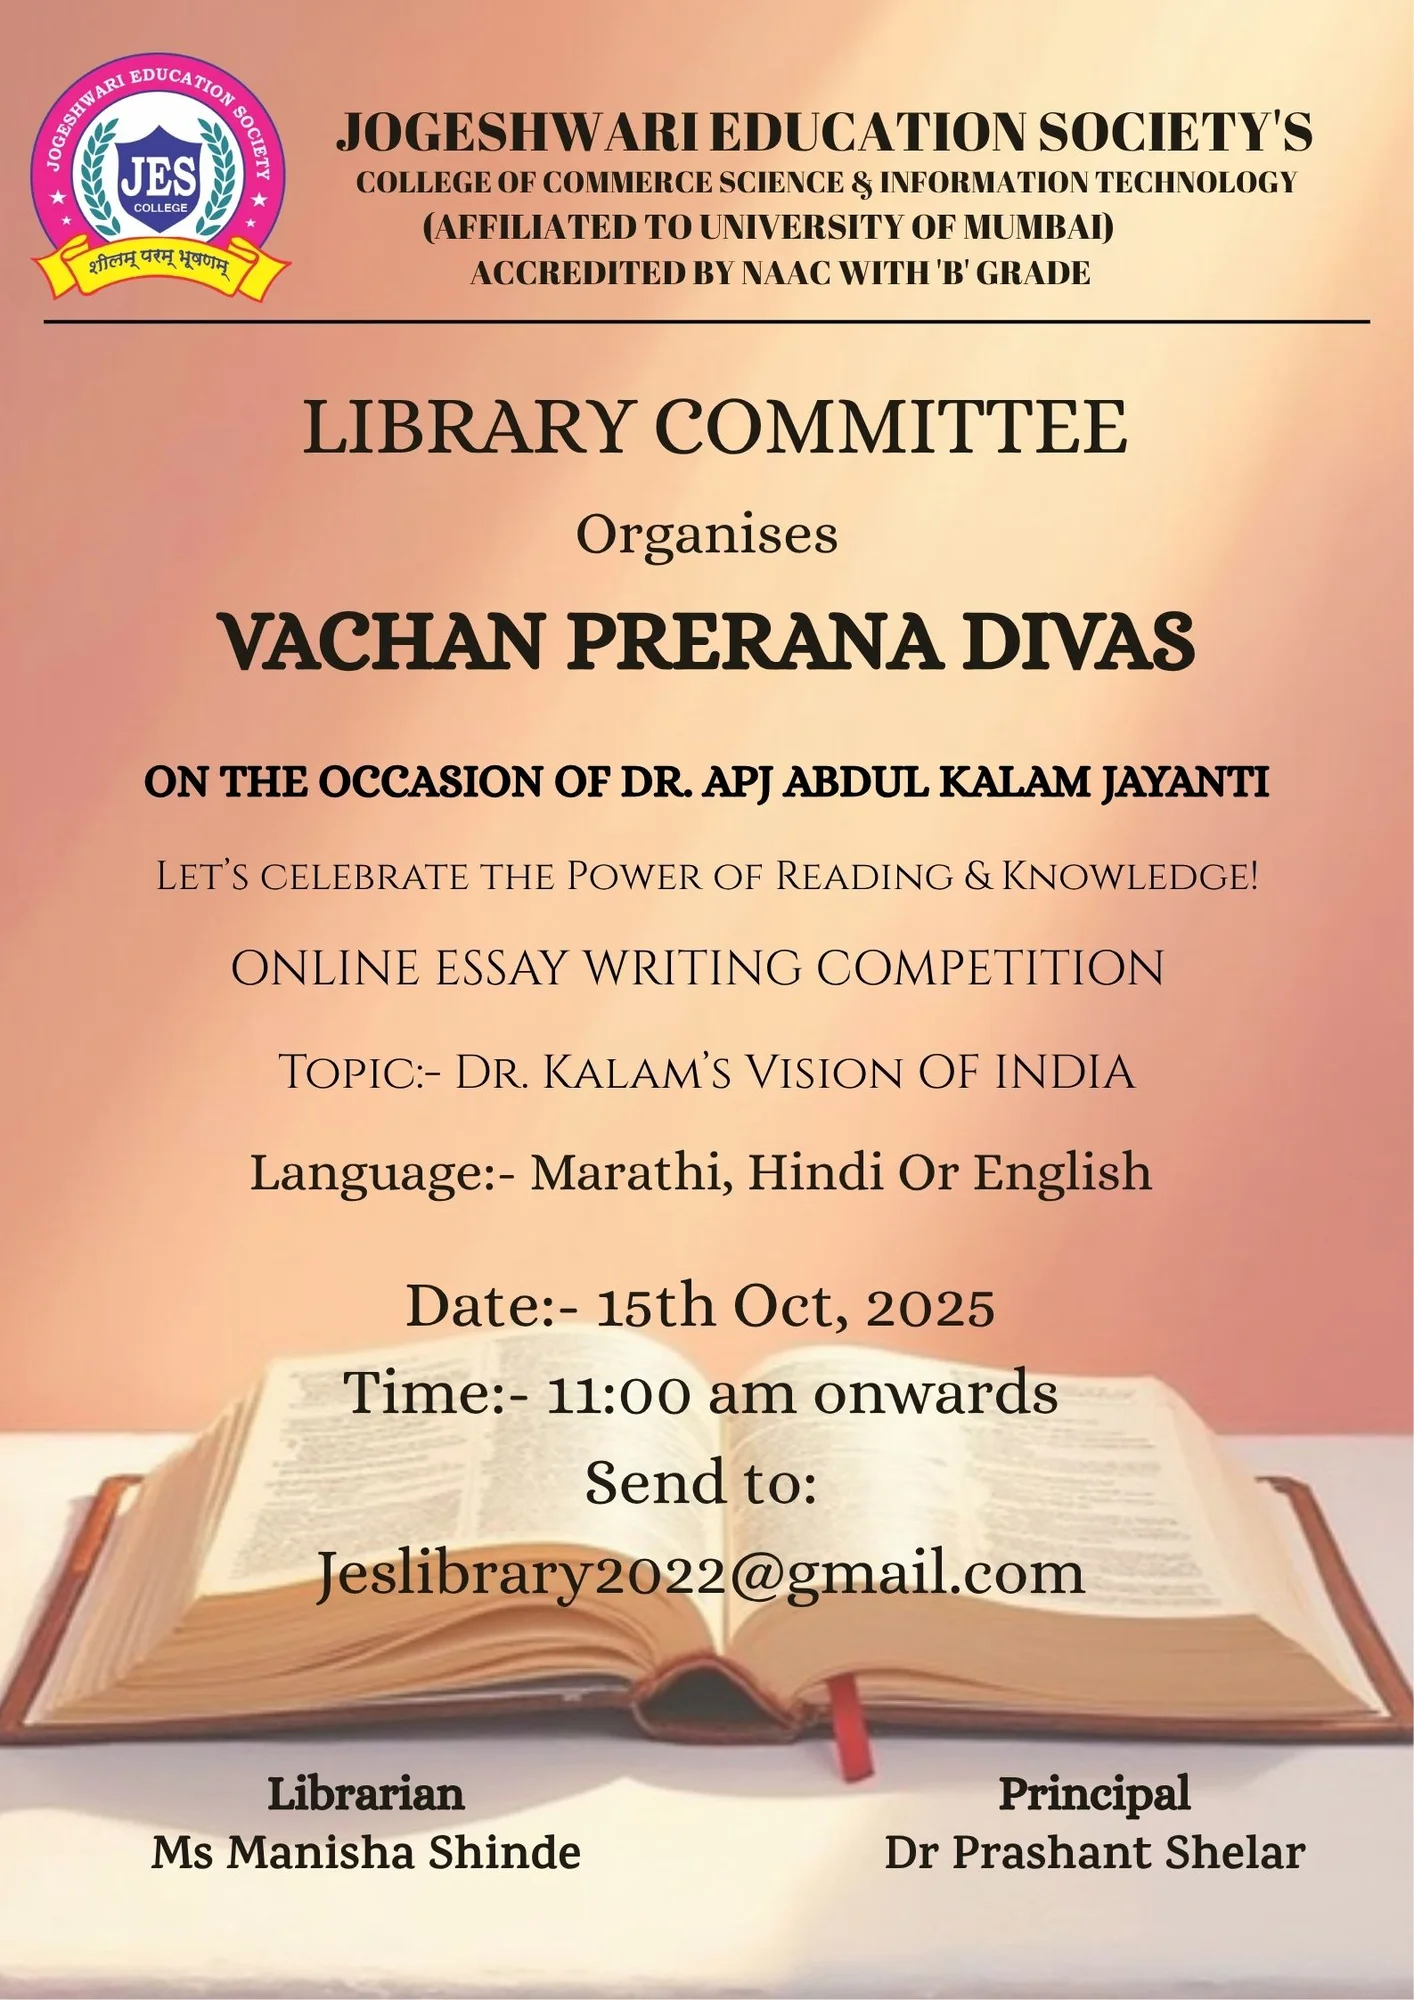 JOGESHWARI EDUCATION SOCIETY
JES
COLLEGE
शीलम् परम् भूषणम्
JOGESHWARI EDUCATION SOCIETY'S
COLLEGE OF COMMERCE SCIENCE & INFORMATION TECHNOLOGY
(AFFILIATED TO UNIVERSITY OF MUMBAI)
ACCREDITED BY NAAC WITH 'B' GRADE
LIBRARY COMMITTEE
Organises
VACHAN PRERANA DIVAS
ON THE OCCASION OF DR. APJ ABDUL KALAM JAYANTI
Let's celebrate the Power of Reading & Knowledge!
ONLINE ESSAY WRITING COMPETITION
Topic:- Dr. Kalam's Vision OF INDIA
Language:- Marathi, Hindi Or English
Date:- 15th Oct, 2025
Time:- 11:00 am onwards
Send to:
Jeslibrary2022@gmail.com
Librarian
Ms Manisha Shinde
Principal
Dr Prashant Shelar